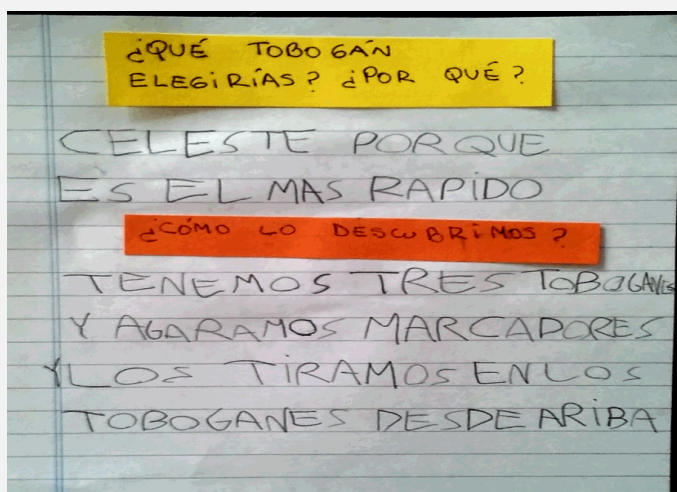 ¿QUÉ TOBOGÁN
ELEGIRÍAS? ¿POR QUÉ?
CELESTE PORQUE
ES EL MAS RAPIDO
¿CÓMO LO DESCUBRIMOS?
TENEMOS TRES TOBOGANES
Y AGARAMOS MARCADORES
Y LOS TIRAMOS EN LOS
TOBOGANES DESDE ARIBA